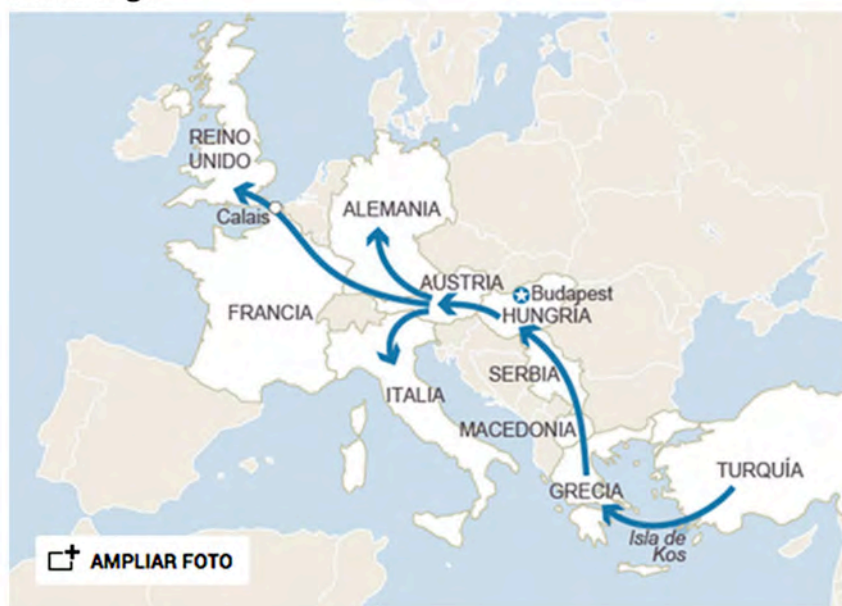 REINO
UNIDO
Calais
ALEMANIA
AUSTRIA
Budapest
HUNGRÍA
FRANCIA
SERBIA
ITALIA
MACEDONIA
TURQUÍA
GRECIA
Isla de
Kos
AMPLIAR FOTO